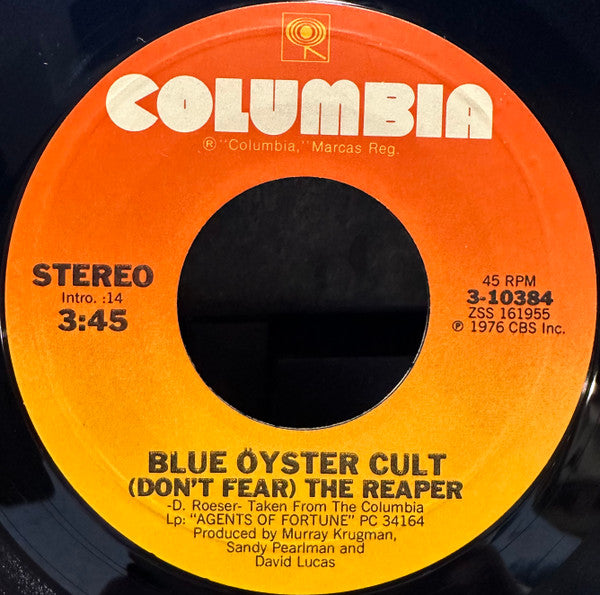 COLUMBIA
® "Columbia," Marcas Reg.
STEREO
Intro. :14
3:45
45 RPM
3-10384
ZSS 161955
℗ 1976 CBS Inc.
BLUE ÖYSTER CULT
(DON'T FEAR) THE REAPER
-D. Roeser- Taken From The Columbia
Lp: "AGENTS OF FORTUNE" PC 34164
Produced by Murray Krugman,
Sandy Pearlman and
David Lucas